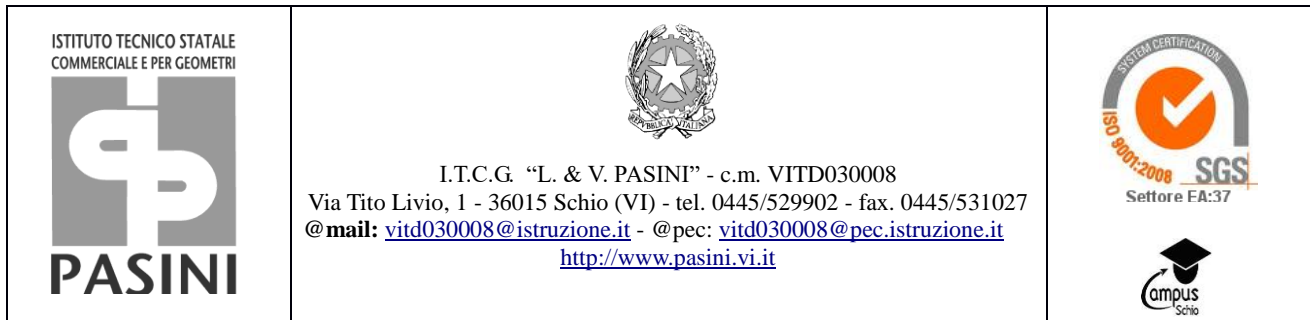 ISTITUTO TECNICO STATALE
COMMERCIALE E PER GEOMETRI
PASINI
REPVBBLICA ITALIANA
I.T.C.G. “L. & V. PASINI” - c.m. VITD030008
Via Tito Livio, 1 - 36015 Schio (VI) - tel. 0445/529902 - fax. 0445/531027
@mail: vitd030008@istruzione.it - @pec: vitd030008@pec.istruzione.it
http://www.pasini.vi.it
SYSTEM CERTIFICATION
ISO 9001:2008
SGS
Settore EA:37
Campus
Schio